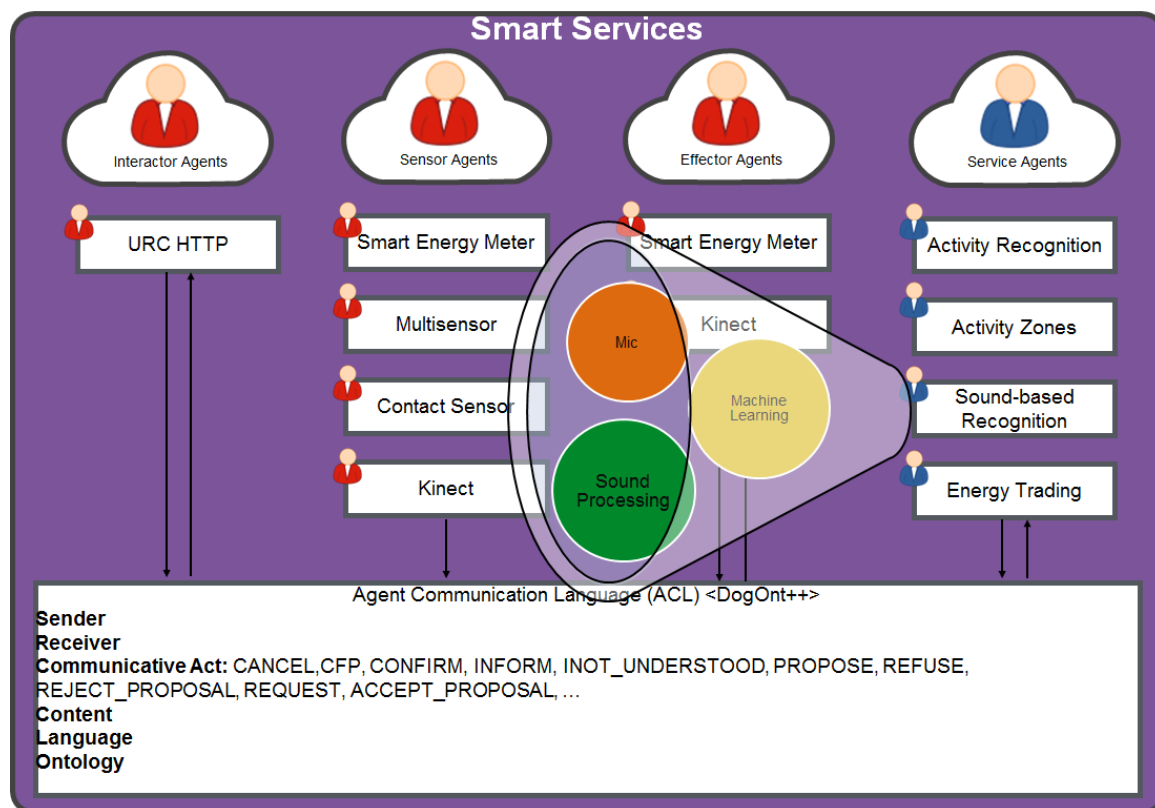 Smart Services
Interactor Agents
Sensor Agents
Effector Agents
Service Agents
URC HTTP
Smart Energy Meter
Smart Energy Meter
Activity Recognition
Multisensor
Kinect
Activity Zones
Mic
Contact Sensor
Machine
Learning
Sound-based
Recognition
Kinect
Sound
Processing
Energy Trading
Agent Communication Language (ACL) <DogOnt++>
Sender
Receiver
Communicative Act: CANCEL,CFP, CONFIRM, INFORM, INOT_UNDERSTOOD, PROPOSE, REFUSE,
REJECT_PROPOSAL, REQUEST, ACCEPT_PROPOSAL, …
Content
Language
Ontology